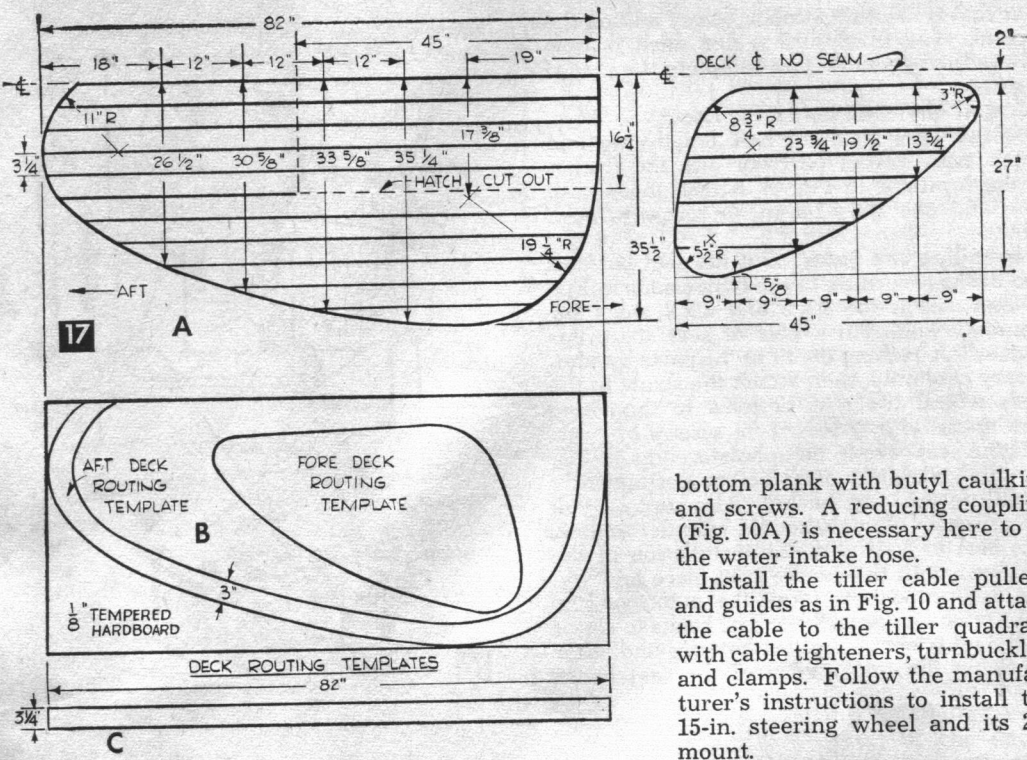 82"
45"
18"
12"
12"
12"
19"
℄
11" R
3 1/4"
26 1/2"
30 5/8"
33 5/8"
35 1/4"
17 3/8"
16 1/4"
HATCH CUT OUT
19 1/4" R
35 1/2"
AFT
FORE
17
A
2"
DECK ℄ NO SEAM
℄
3" R
8 3/4" R
23 3/4"
19 1/2"
13 3/4"
27"
5 1/2" R
5/8"
9"
9"
9"
9"
9"
45"
AFT DECK
ROUTING
TEMPLATE
FORE DECK
ROUTING
TEMPLATE
B
3"
1/8" TEMPERED
HARDBOARD
DECK ROUTING TEMPLATES
82"
3 1/4"
C
bottom plank with butyl caulki
and screws. A reducing coupli
(Fig. 10A) is necessary here to
the water intake hose.
Install the tiller cable pulle
and guides as in Fig. 10 and atta
the cable to the tiller quadra
with cable tighteners, turnbuckl
and clamps. Follow the manufa
turer's instructions to install t
15-in. steering wheel and its 2
mount.